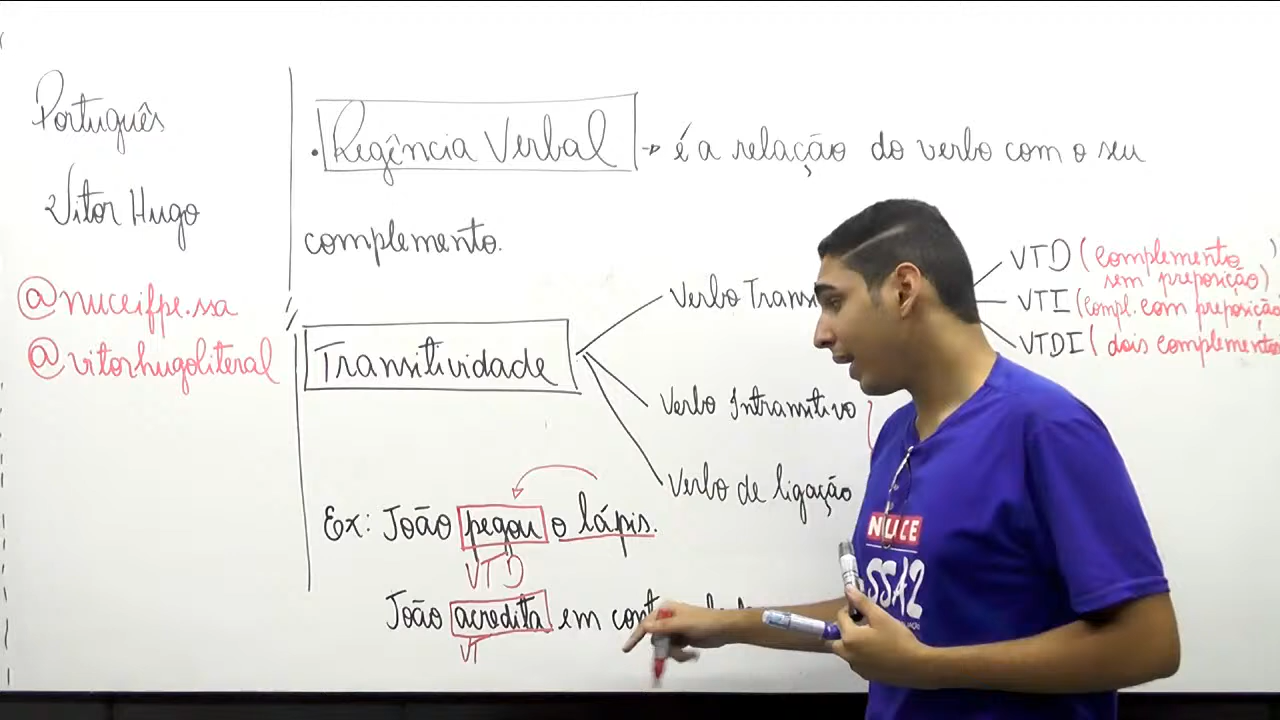 Português
Vitor Hugo
@nuceifpe.ssa
@vitorhugoliteral
• Regência Verbal → é a relação do verbo com o seu
complemento.
Transitividade
Verbo
VTD (complemento
sem preposição)
VTI (compl. com preposição
VTDI (dois complementos
Verbo Intransitivo
Verbo de ligação
Ex: João pegou o lápis.
VTD
João acredita em
VT
NUCE
SSA2